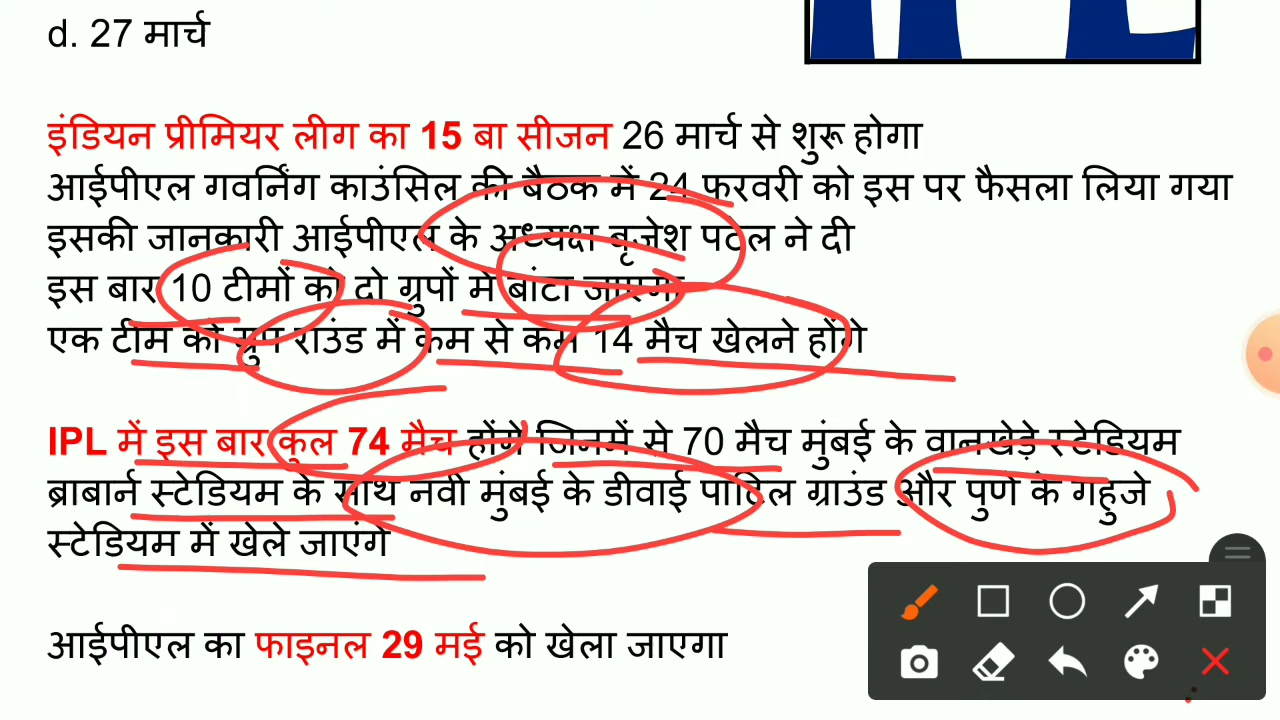 d. 27 मार्च
इंडियन प्रीमियर लीग का 15 बा सीजन 26 मार्च से शुरू होगा
आईपीएल गवर्निंग काउंसिल की बैठक में 24 फरवरी को इस पर फैसला लिया गया
इसकी जानकारी आईपीएल के अध्यक्ष बृजेश पटेल ने दी
इस बार 10 टीमों को दो ग्रुपों में बांटा जाएगा
एक टीम को ग्रुप राउंड में कम से कम 14 मैच खेलने होंगे
IPL में इस बार कुल 74 मैच होंगे जिनमें से 70 मैच मुंबई के वानखेड़े स्टेडियम
ब्राबार्न स्टेडियम के साथ नवी मुंबई के डीवाई पाटिल ग्राउंड और पुणे के गहुजे
स्टेडियम में खेले जाएंगे
आईपीएल का फाइनल 29 मई को खेला जाएगा